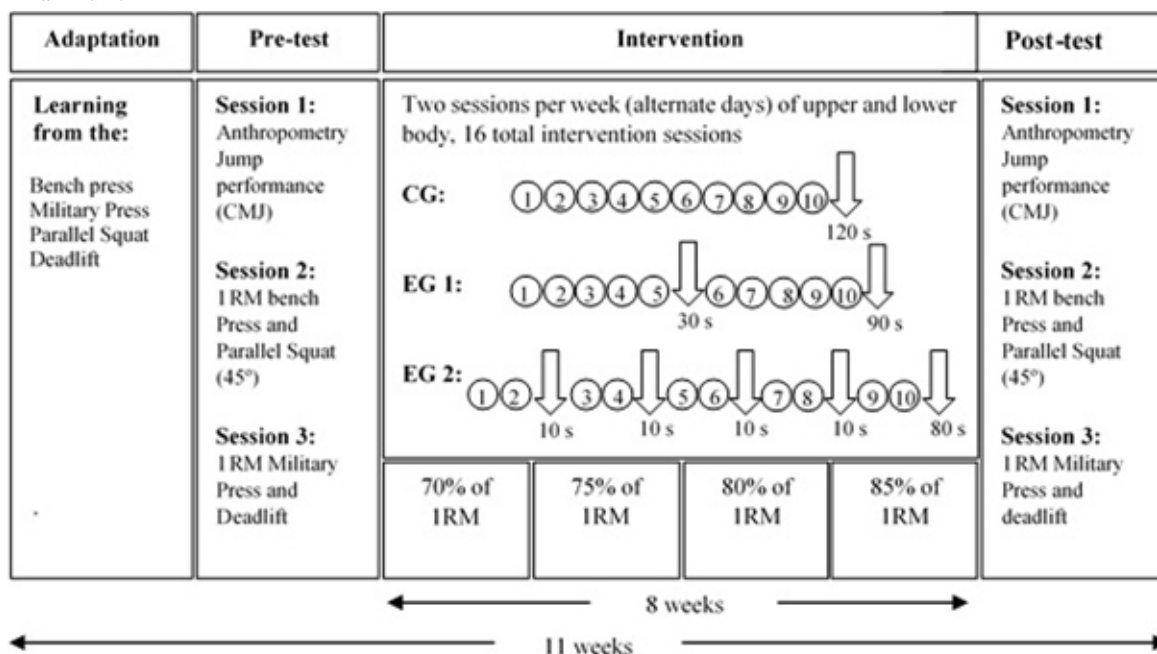 Adaptation
Pre-test
Intervention
Post-test
Learning
from the:
Bench press
Military Press
Parallel Squat
Deadlift
Session 1:
Anthropometry
Jump
performance
(CMJ)
Session 2:
1RM bench
Press and
Parallel Squat
(45º)
Session 3:
1RM Military
Press and
Deadlift
Two sessions per week (alternate days) of upper and lower
body, 16 total intervention sessions
CG: 1 2 3 4 5 6 7 8 9 10
120 s
EG 1: 1 2 3 4 5 6 7 8 9 10
30 s 90 s
EG 2: 1 2 3 4 5 6 7 8 9 10
10 s 10 s 10 s 10 s 80 s
70% of
1RM
75% of
1RM
80% of
1RM
85% of
1RM
Session 1:
Anthropometry
Jump
performance
(CMJ)
Session 2:
1RM bench
Press and
Parallel Squat
(45º)
Session 3:
1RM Military
Press and
deadlift
8 weeks
11 weeks